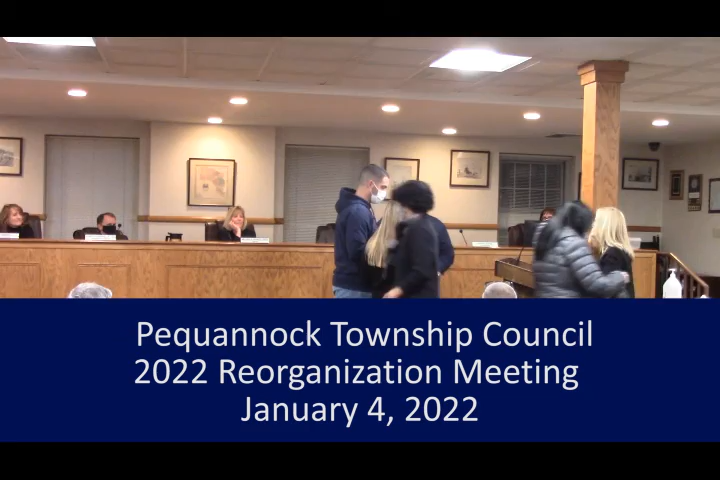 Pequannock Township Council
2022 Reorganization Meeting
January 4, 2022